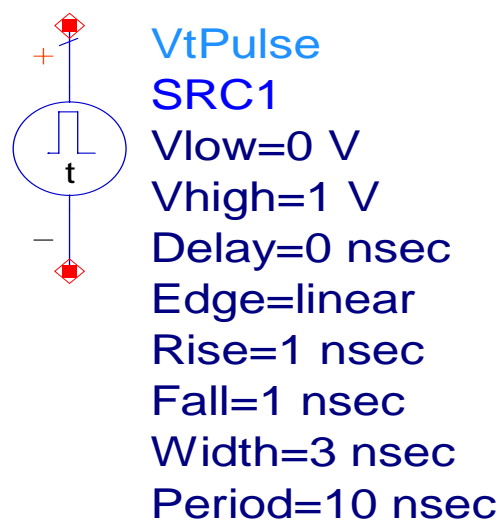 +
VtPulse
SRC1
Vlow=0 V
t
Vhigh=1 V
−
Delay=0 nsec
Edge=linear
Rise=1 nsec
Fall=1 nsec
Width=3 nsec
Period=10 nsec